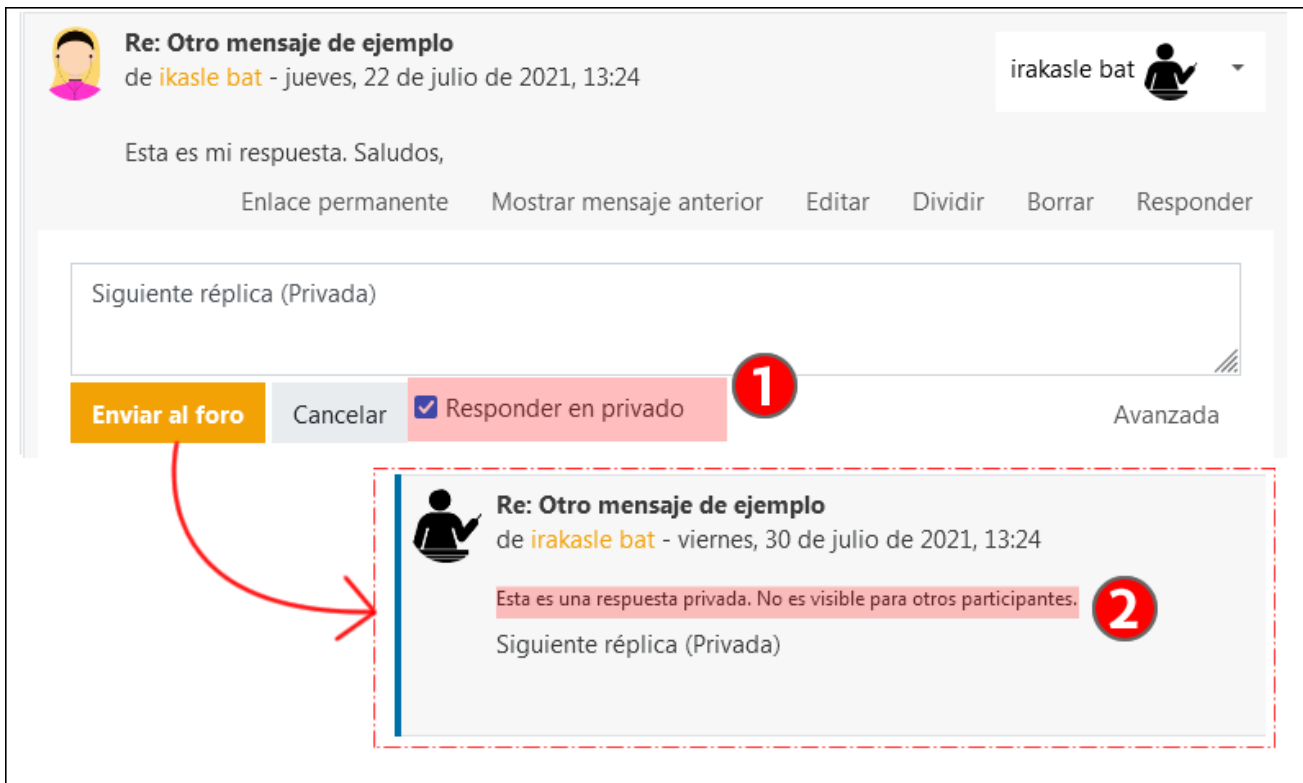 Re: Otro mensaje de ejemplo
de ikasle bat - jueves, 22 de julio de 2021, 13:24
irakasle bat
Esta es mi respuesta. Saludos,
Enlace permanente Mostrar mensaje anterior Editar Dividir Borrar Responder
Siguiente réplica (Privada)
1
Enviar al foro Cancelar Responder en privado Avanzada
Re: Otro mensaje de ejemplo
de irakasle bat - viernes, 30 de julio de 2021, 13:24
Esta es una respuesta privada. No es visible para otros participantes.
2
Siguiente réplica (Privada)